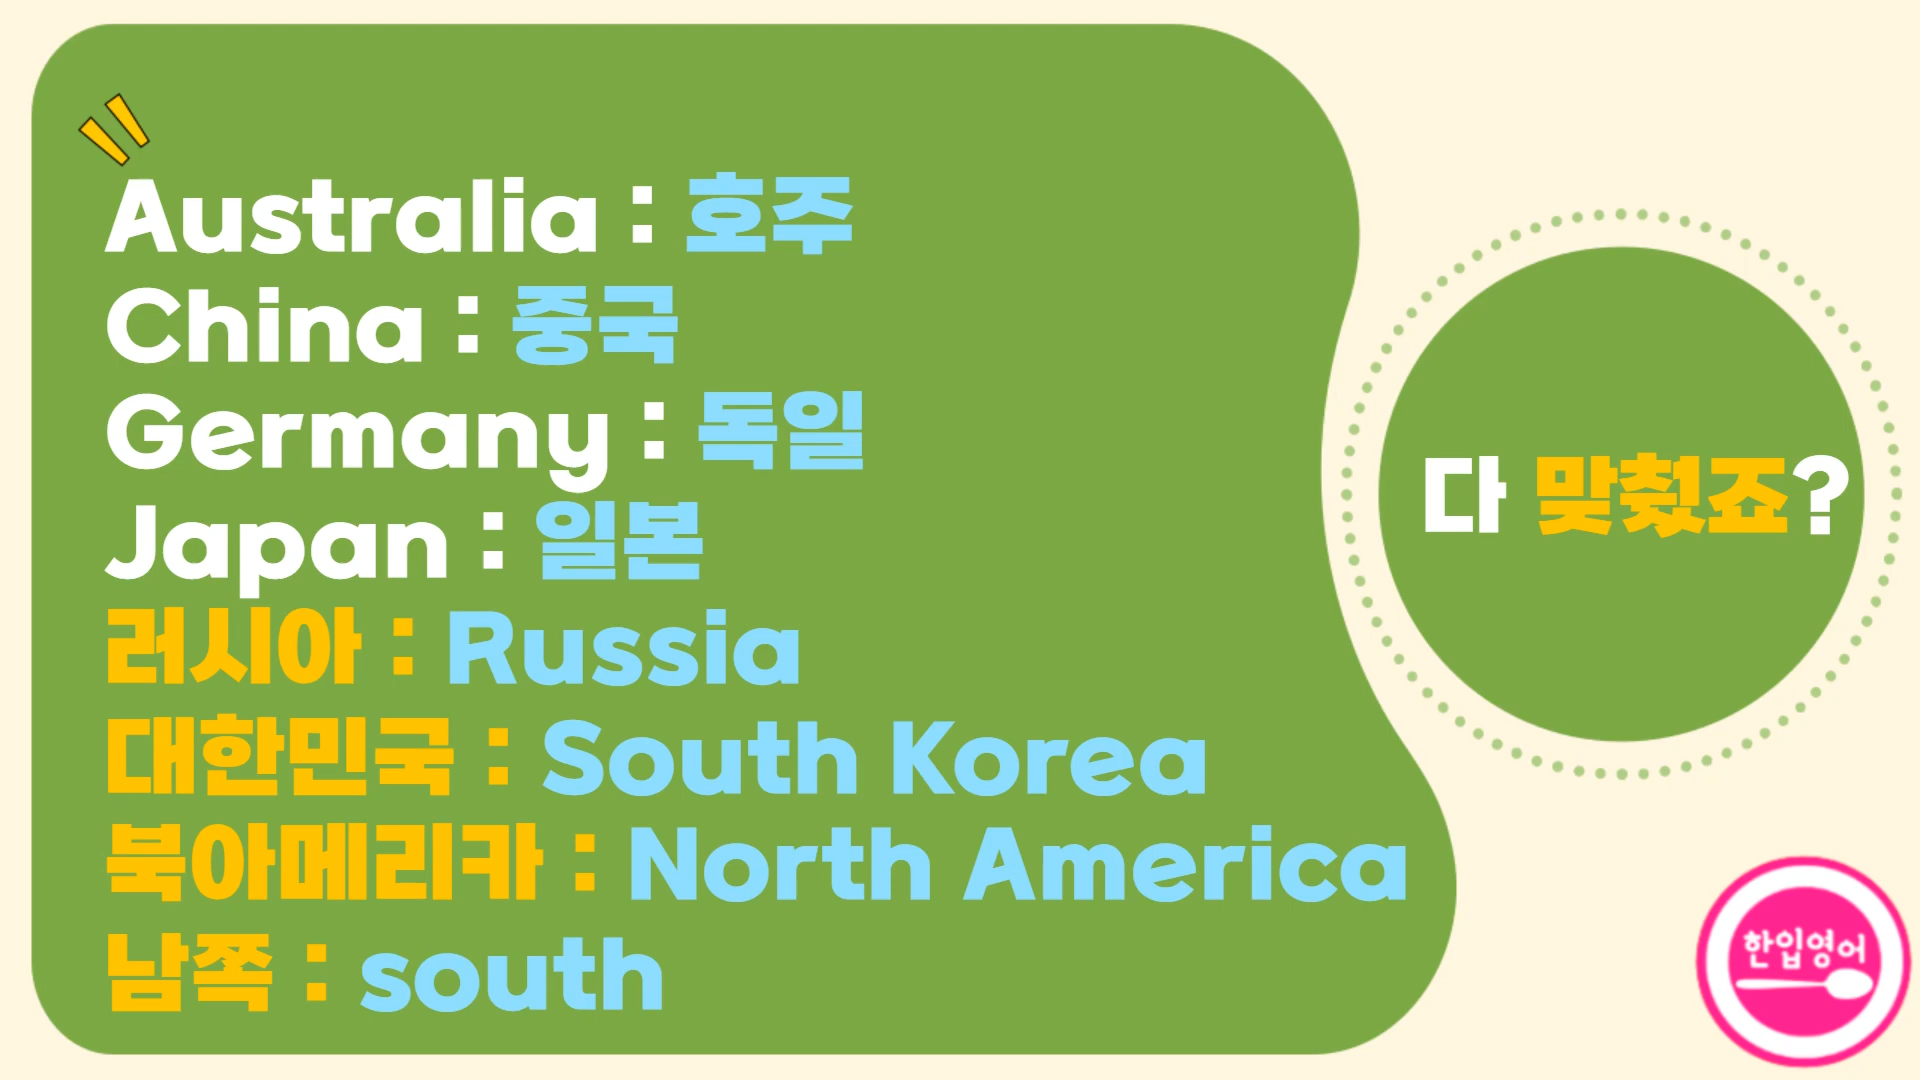 Australia : 호주
China : 중국
Germany : 독일
Japan : 일본
러시아 : Russia
대한민국 : South Korea
북아메리카 : North America
남쪽 : south
다 맞췄죠?
한입영어